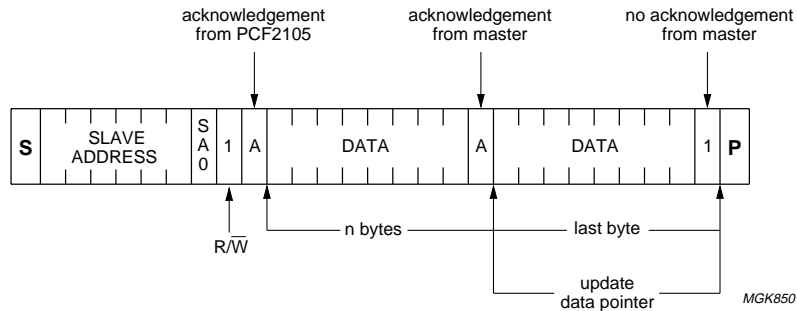 acknowledgement
from PCF2105
acknowledgement
from master
no acknowledgement
from master
S
SLAVE
ADDRESS
S
A
0
1
A
DATA
A
DATA
1
P
R/W̅
n bytes
last byte
update
data pointer
MGK850